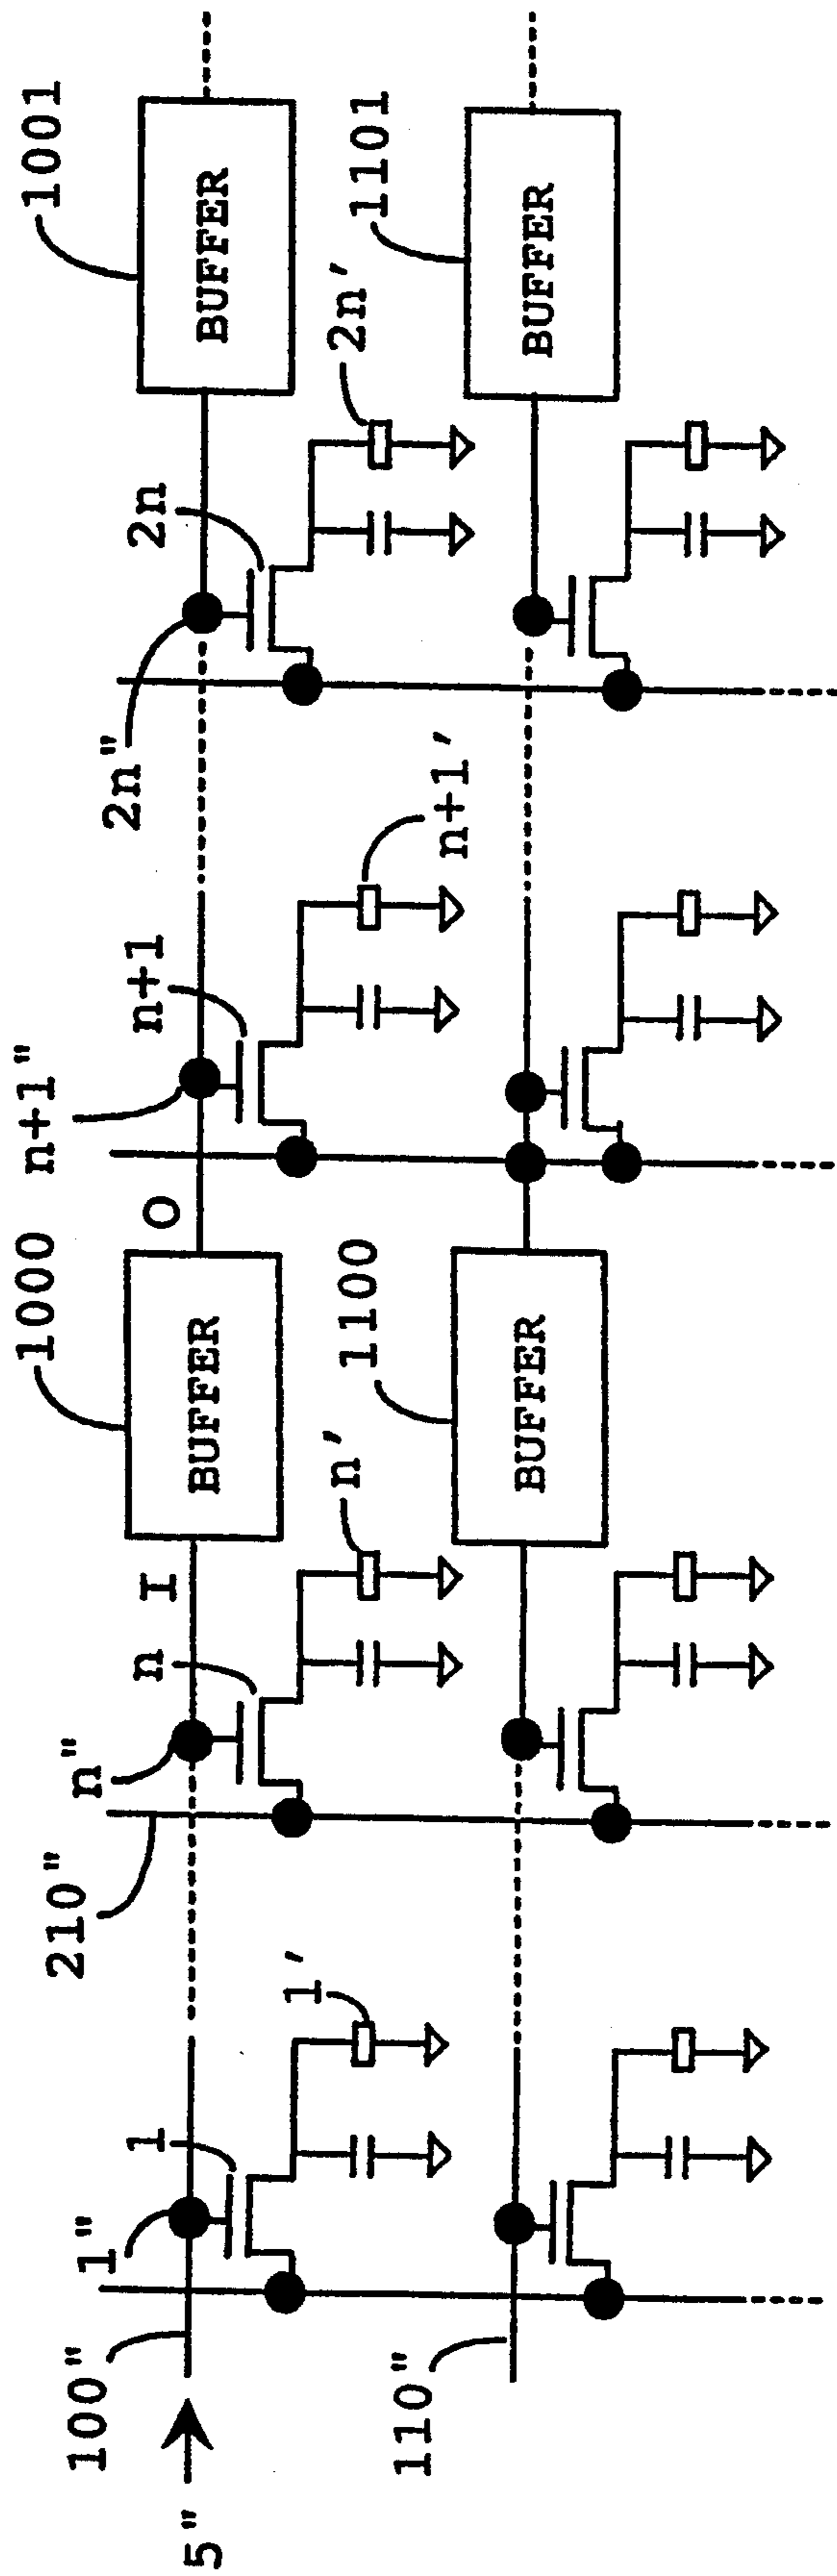 5" 100" 1" 1 1' 210" n" n n' I 1000 BUFFER O n+1" n+1 n+1' 2n" 2n 2n' 1001 BUFFER
110" 1100 BUFFER 1101 BUFFER